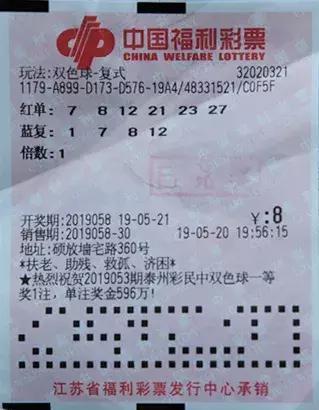 中国福利彩票
CHINA WELFARE LOTTERY
玩法:双色球-复式 32020321
1179-A899-D173-D576-19A4/48331521/C0F5F
红单: 7 8 12 21 23 27
蓝复: 1 7 8 12
倍数:1
开奖期:2019058 19-05-21 ¥:8
销售期:2019058-30 19-05-20 19:56:15
地址:硕放墙宅路360号
*扶老、助残、救孤、济困*
★热烈祝贺2019053期泰州彩民中双色球一等
奖1注,单注奖金596万!
江苏省福利彩票发行中心承销